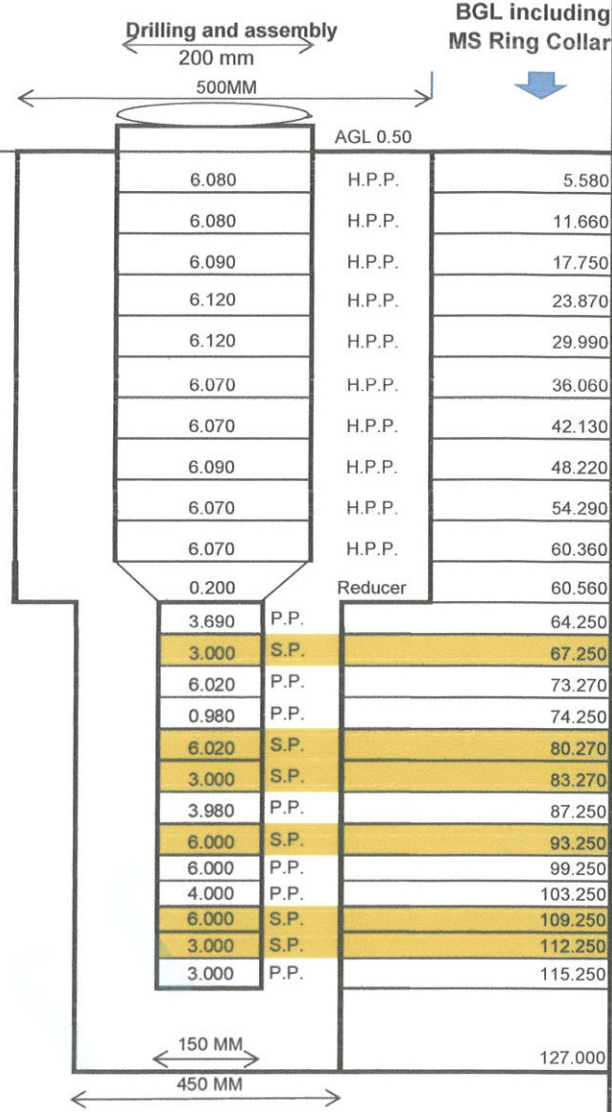 BGL including
Drilling and assembly
MS Ring Collar
200 mm
500MM
AGL 0.50
6.080 H.P.P. 5.580
6.080 H.P.P. 11.660
6.090 H.P.P. 17.750
6.120 H.P.P. 23.870
6.120 H.P.P. 29.990
6.070 H.P.P. 36.060
6.070 H.P.P. 42.130
6.090 H.P.P. 48.220
6.070 H.P.P. 54.290
6.070 H.P.P. 60.360
0.200 Reducer 60.560
3.690 P.P. 64.250
3.000 S.P. 67.250
6.020 P.P. 73.270
0.980 P.P. 74.250
6.020 S.P. 80.270
3.000 S.P. 83.270
3.980 P.P. 87.250
6.000 S.P. 93.250
6.000 P.P. 99.250
4.000 P.P. 103.250
6.000 S.P. 109.250
3.000 S.P. 112.250
3.000 P.P. 115.250
150 MM
127.000
450 MM